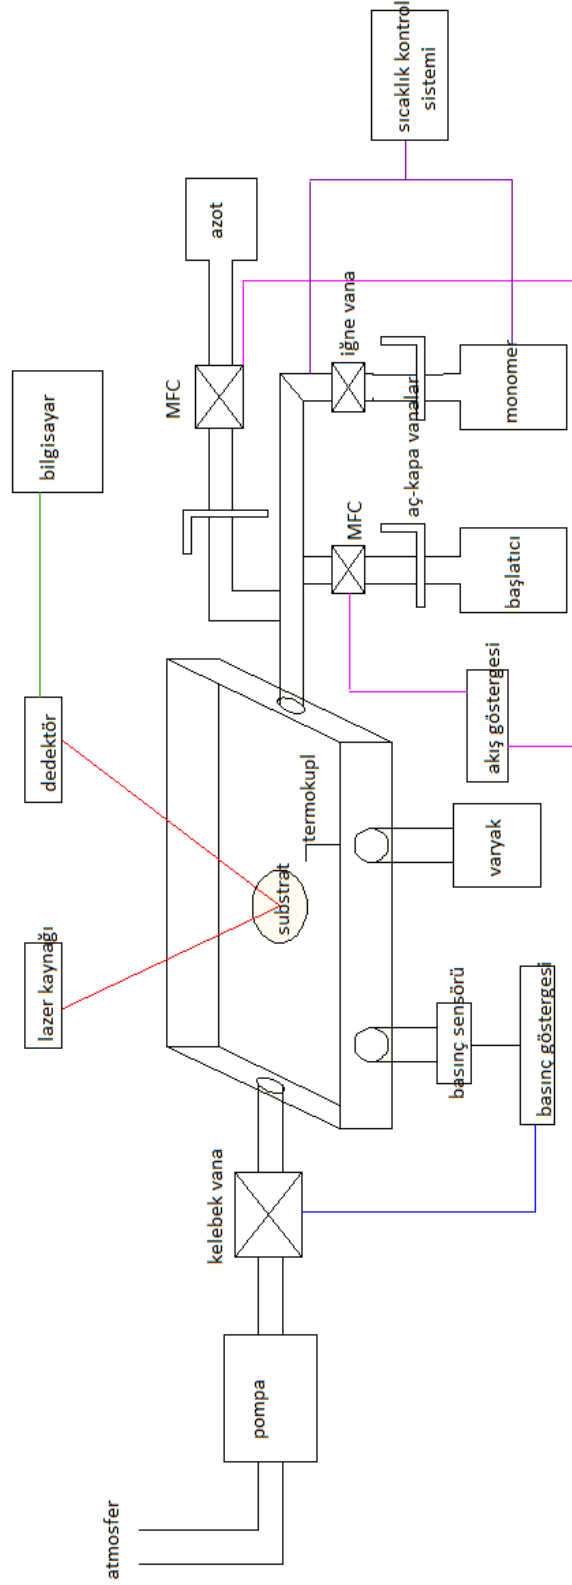 atmosfer
pompa
kelebek vana
lazer kaynağı
dedektör
bilgisayar
substrat
termokupl
basınç sensörü
basınç göstergesi
varyak
akış göstergesi
MFC
azot
MFC
iğne vana
aç-kapa vanalar
başlatıcı
monomer
sıcaklık kontrol
sistemi